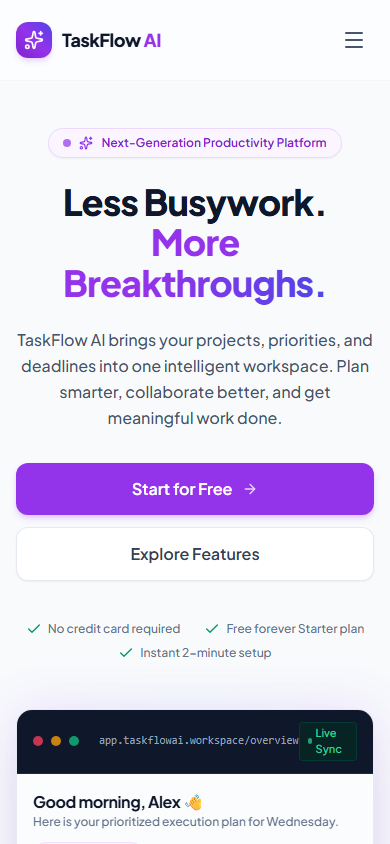 TaskFlow AI
Next-Generation Productivity Platform
Less Busywork.
More
Breakthroughs.
TaskFlow AI brings your projects, priorities, and
deadlines into one intelligent workspace. Plan
smarter, collaborate better, and get
meaningful work done.
Start for Free →
Explore Features
No credit card required
Free forever Starter plan
Instant 2-minute setup
app.taskflowai.workspace/overview
Live
Sync
Good morning, Alex 👋
Here is your prioritized execution plan for Wednesday.